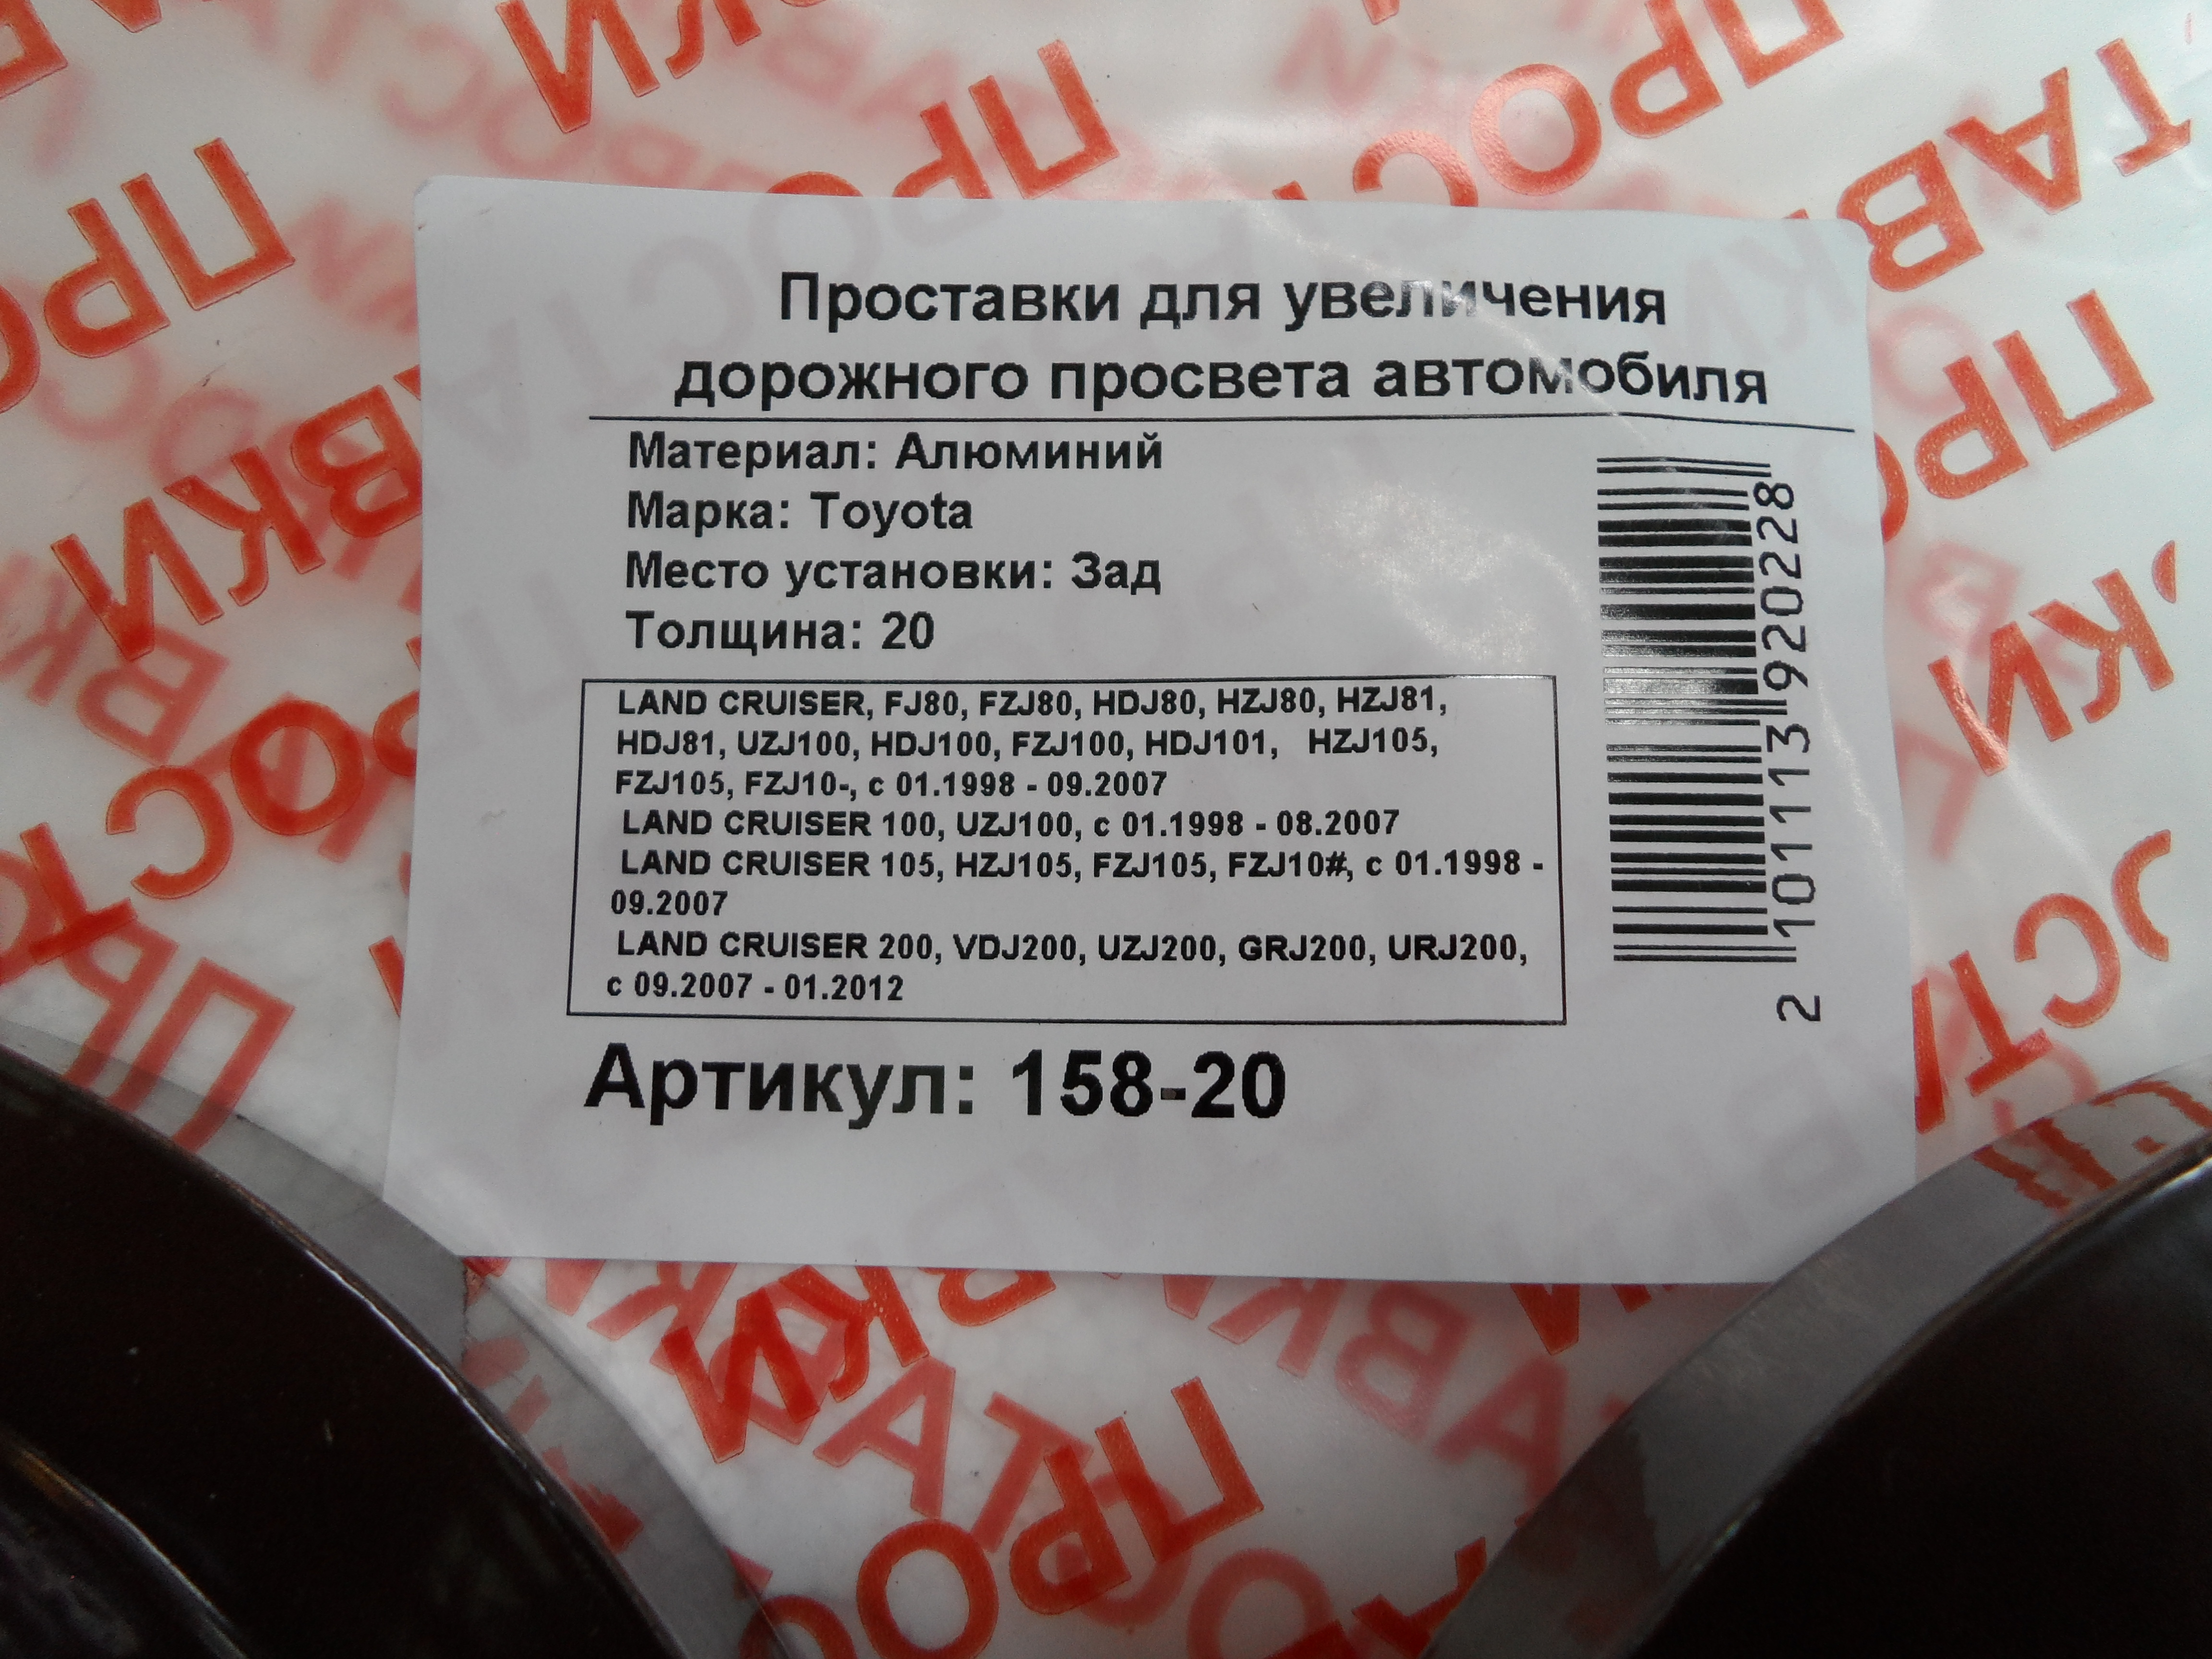 Проставки для увеличения
дорожного просвета автомобиля
Материал: Алюминий
Марка: Toyota
Место установки: Зад
Толщина: 20
LAND CRUISER, FJ80, FZJ80, HDJ80, HZJ80, HZJ81,
HDJ81, UZJ100, HDJ100, FZJ100, HDJ101, HZJ105,
FZJ105, FZJ10-, с 01.1998 - 09.2007
LAND CRUISER 100, UZJ100, с 01.1998 - 08.2007
LAND CRUISER 105, HZJ105, FZJ105, FZJ10#, с 01.1998 -
09.2007
LAND CRUISER 200, VDJ200, UZJ200, GRJ200, URJ200,
с 09.2007 - 01.2012
Артикул: 158-20
2 101113 920228